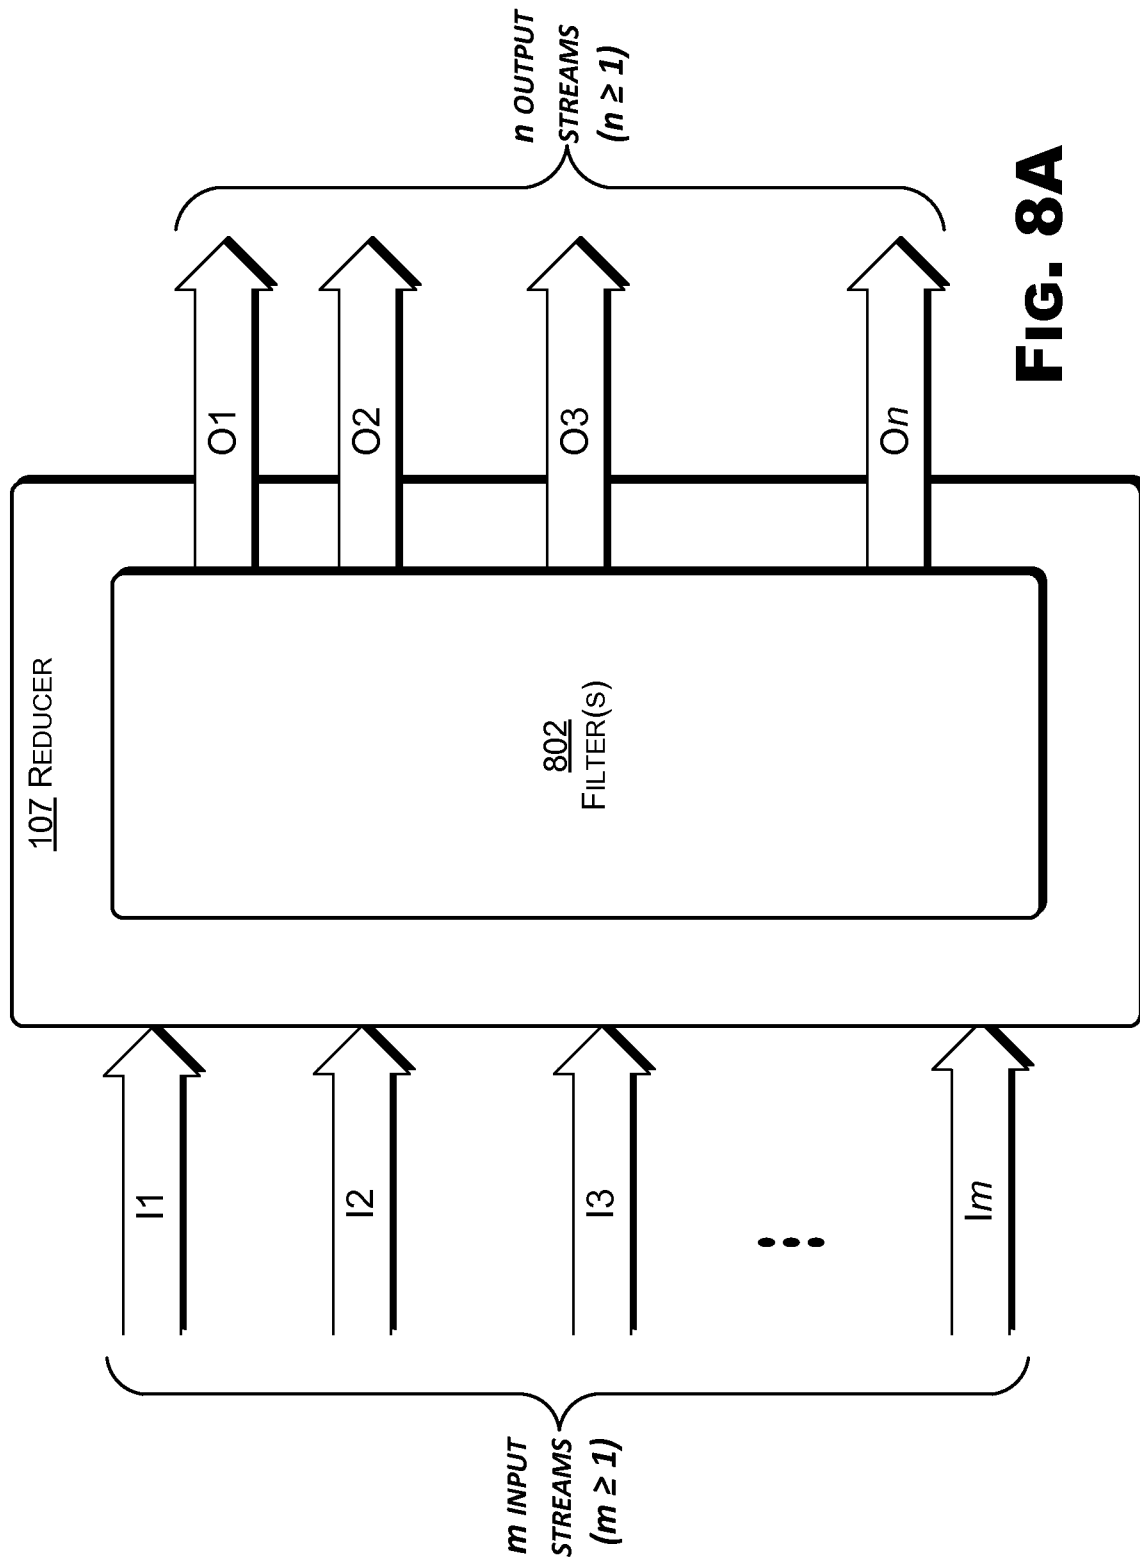 107 REDUCER
m INPUT
STREAMS
(m ≥ 1)
I1
I2
I3
Im
802
FILTER(S)
O1
O2
O3
On
n OUTPUT
STREAMS
(n ≥ 1)
FIG. 8A